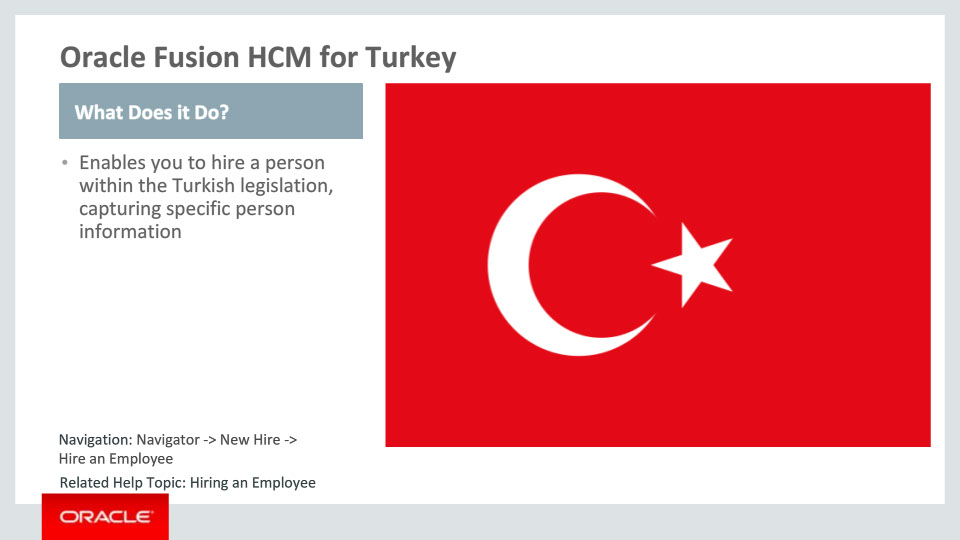 Oracle Fusion HCM for Turkey
What Does it Do?
• Enables you to hire a person
within the Turkish legislation,
capturing specific person
information
Navigation: Navigator -> New Hire ->
Hire an Employee
Related Help Topic: Hiring an Employee
ORACLE